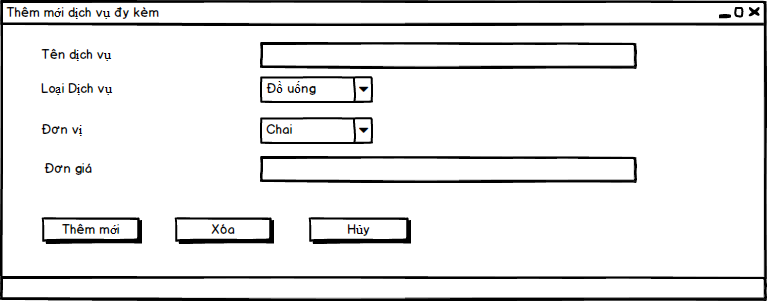 Thêm mới dịch vụ đy kèm
Tên dịch vụ
Loại Dịch vụ
Đồ uống
Đơn vị
Chai
Đơn giá
Thêm mới
Xóa
Hủy